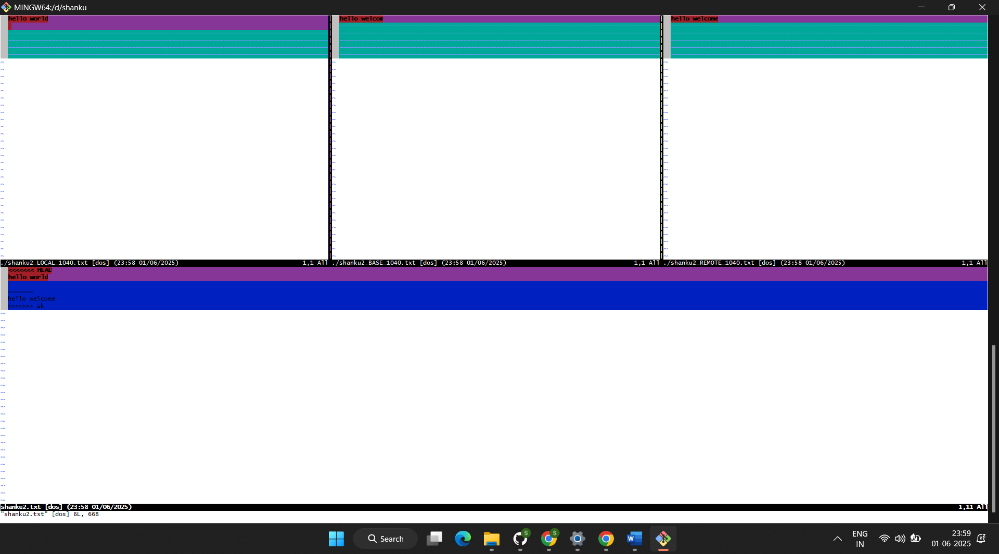 MINGW64:/d/shanku
hello world
hello welcom
hello welcome
./shanku2_LOCAL_1040.txt [dos] (23:58 01/06/2025) 1,1 All
./shanku2_BASE_1040.txt [dos] (23:58 01/06/2025) 1,1 All
./shanku2_REMOTE_1040.txt [dos] (23:58 01/06/2025) 1,1 All
<<<<<<< HEAD
hello world
=======
hello welcome
shanku2.txt [dos] (23:58 01/06/2025) 1,11 All
"shanku2.txt" [dos] 6L, 66B
Search
ENG
IN
23:59
01-06-2025